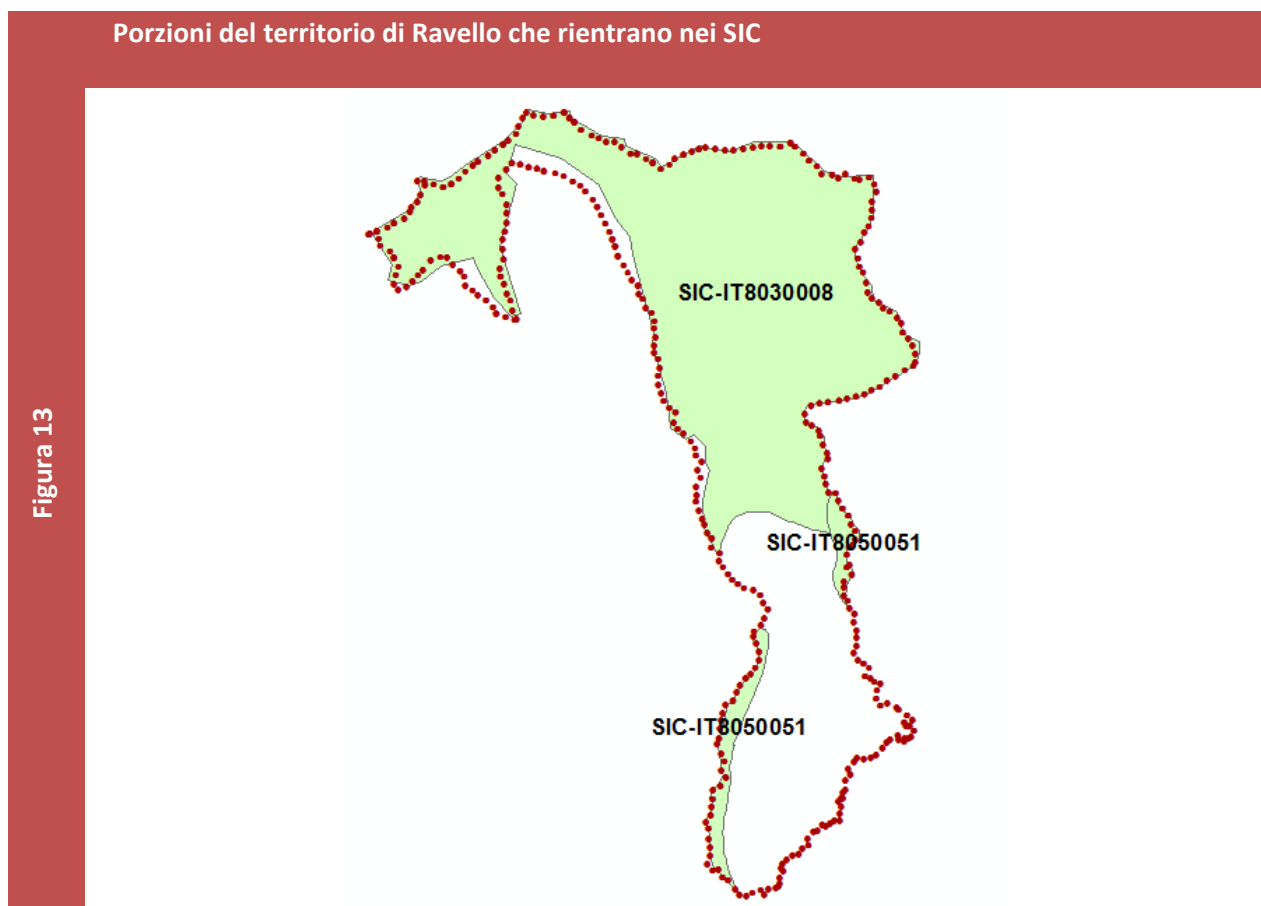 Porzioni del territorio di Ravello che rientrano nei SIC
Figura 13
SIC-IT8030008
SIC-IT8050051
SIC-IT8050051